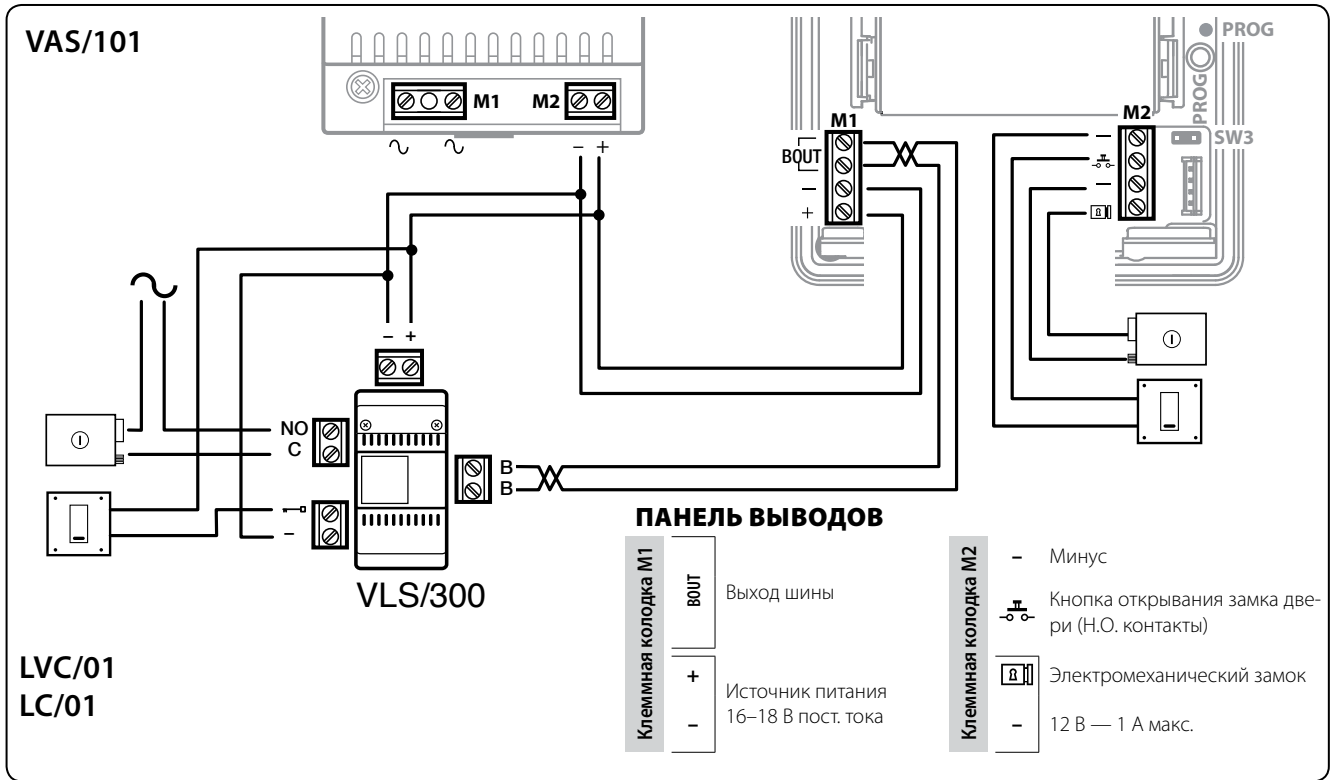 VAS/101
PROG
PROG
SW3
M1 M2
– +
M1
BOUT
–
+
M2
–
–
– +
NO
C
–
B
B
VLS/300
LVC/01
LC/01
ПАНЕЛЬ ВЫВОДОВ
Клеммная колодка M1
BOUT
Выход шины
+
–
Источник питания
16–18 В пост. тока
Клеммная колодка M2
– Минус
Кнопка открывания замка две-
ри (Н.О. контакты)
Электромеханический замок
– 12 В — 1 А макс.